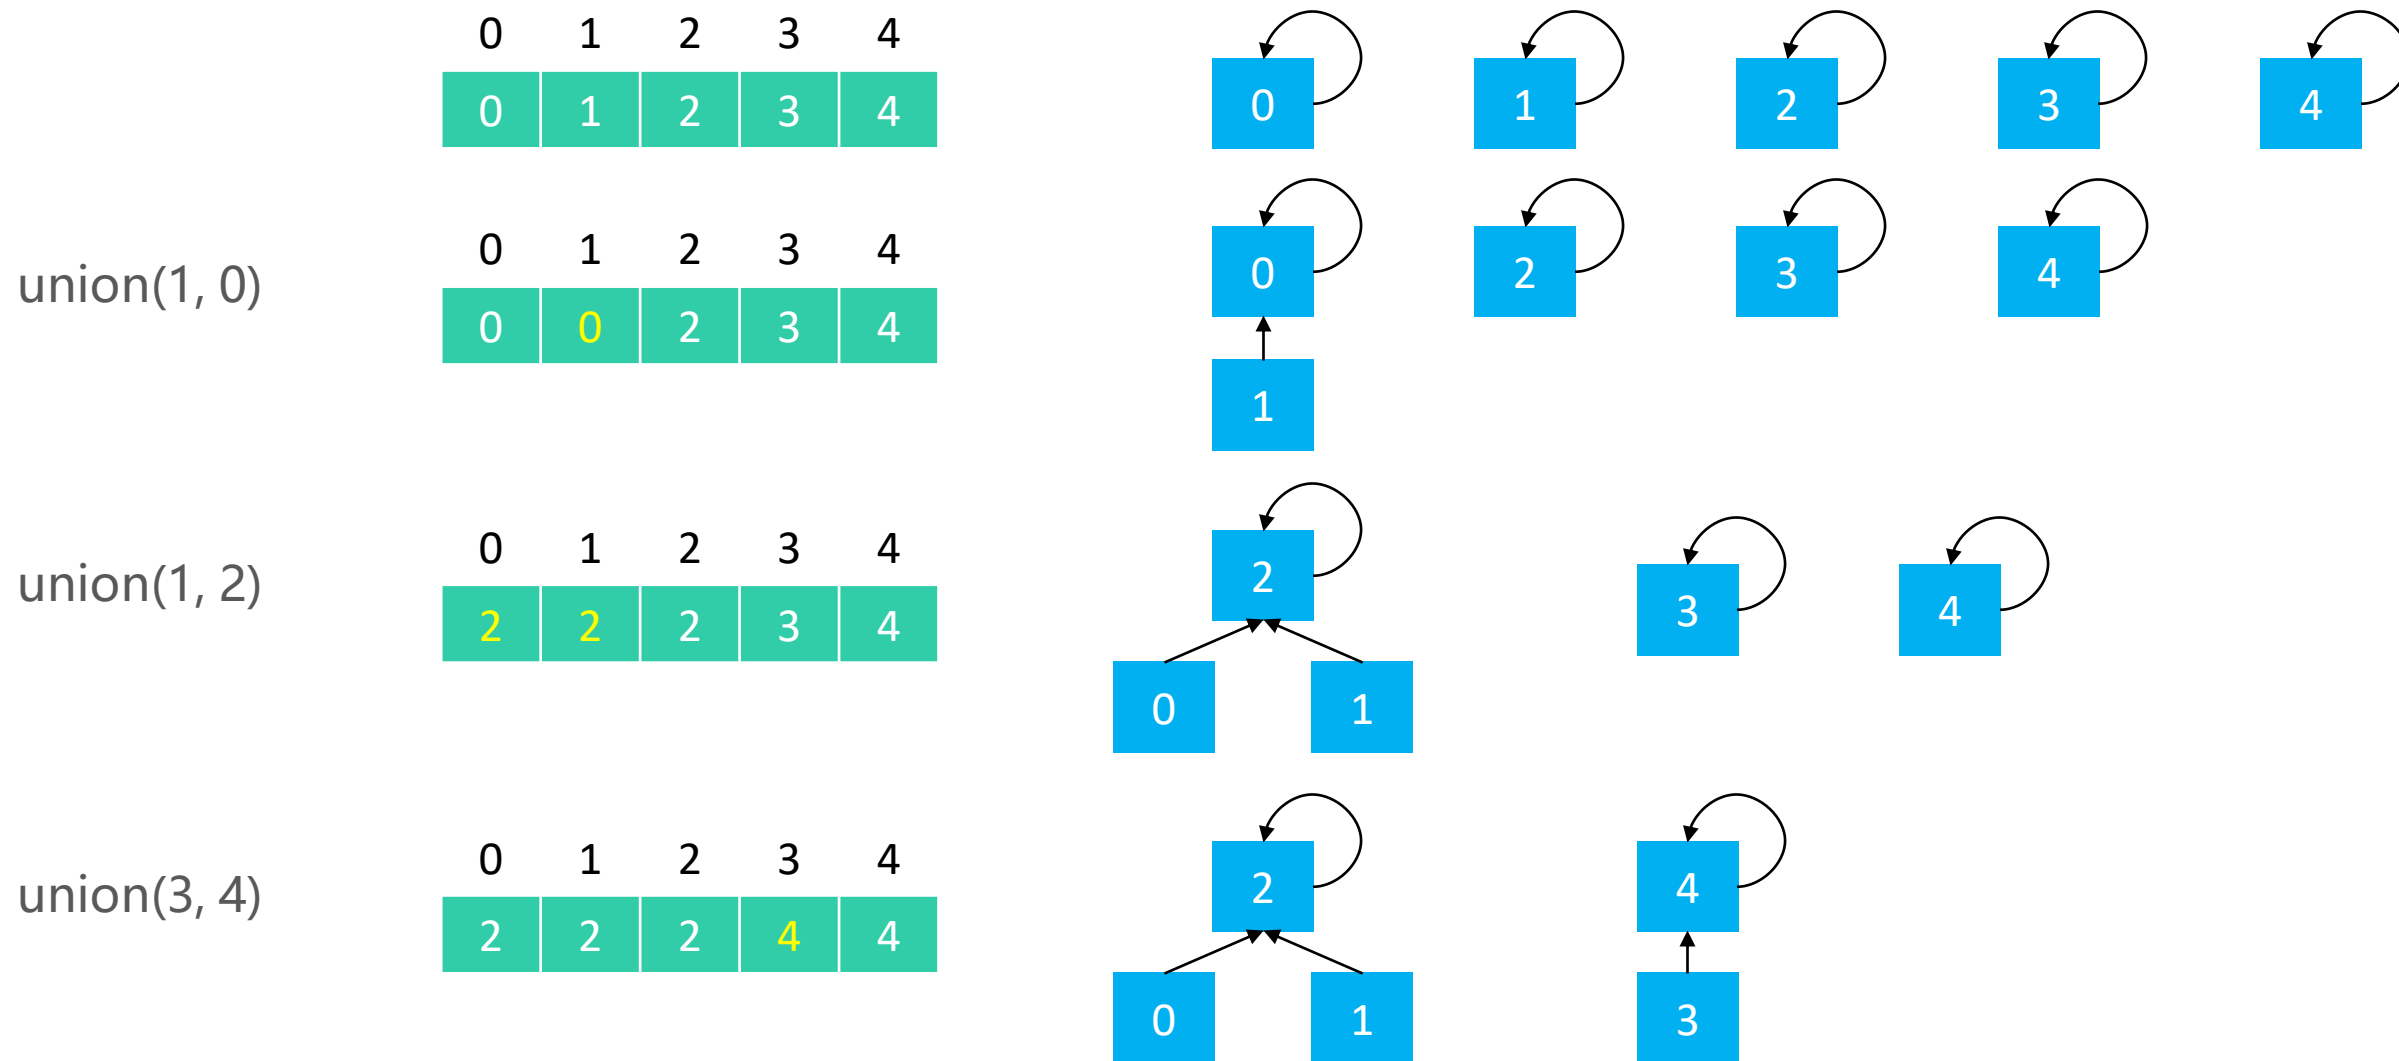 0 1 2 3 4
0 1 2 3 4
0 1 2 3 4
union(1, 0)
0 1 2 3 4
0 0 2 3 4
0 2 3 4
1
union(1, 2)
0 1 2 3 4
2 2 2 3 4
2 3 4
0 1
union(3, 4)
0 1 2 3 4
2 2 2 4 4
2 4
0 1 3